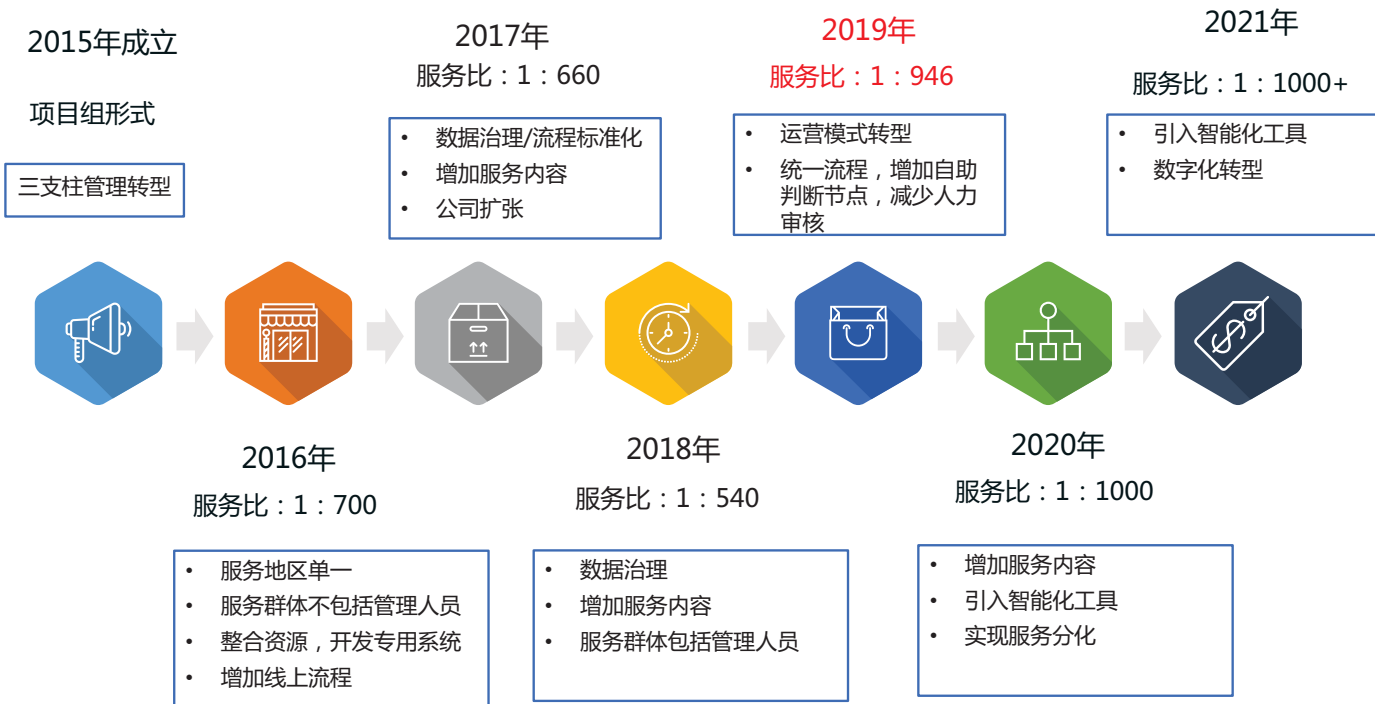 2015年成立
项目组形式
三支柱管理转型
2017年
服务比：1：660
• 数据治理/流程标准化
• 增加服务内容
• 公司扩张
2019年
服务比：1：946
• 运营模式转型
• 统一流程，增加自助
判断节点，减少人力
审核
2021年
服务比：1：1000+
• 引入智能化工具
• 数字化转型
2016年
服务比：1：700
• 服务地区单一
• 服务群体不包括管理人员
• 整合资源，开发专用系统
• 增加线上流程
2018年
服务比：1：540
• 数据治理
• 增加服务内容
• 服务群体包括管理人员
2020年
服务比：1：1000
• 增加服务内容
• 引入智能化工具
• 实现服务分化